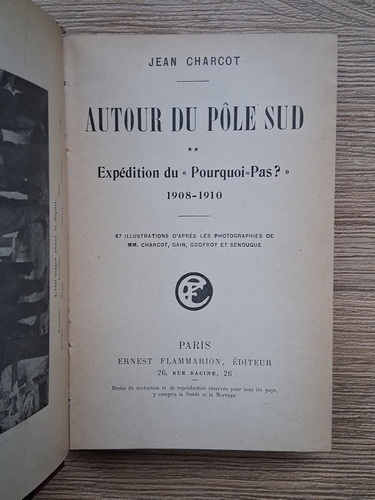 JEAN CHARCOT
AUTOUR DU PÔLE SUD
**
Expédition du « Pourquoi-Pas ? »
1908-1910
87 ILLUSTRATIONS D'APRÈS LES PHOTOGRAPHIES DE
MM. CHARCOT, GAIN, GODFROY ET SENOUQUE
PARIS
ERNEST FLAMMARION, ÉDITEUR
26, RUE RACINE, 26
Droits de traduction et de reproduction réservés pour tous les pays,
y compris la Suède et la Norvège.